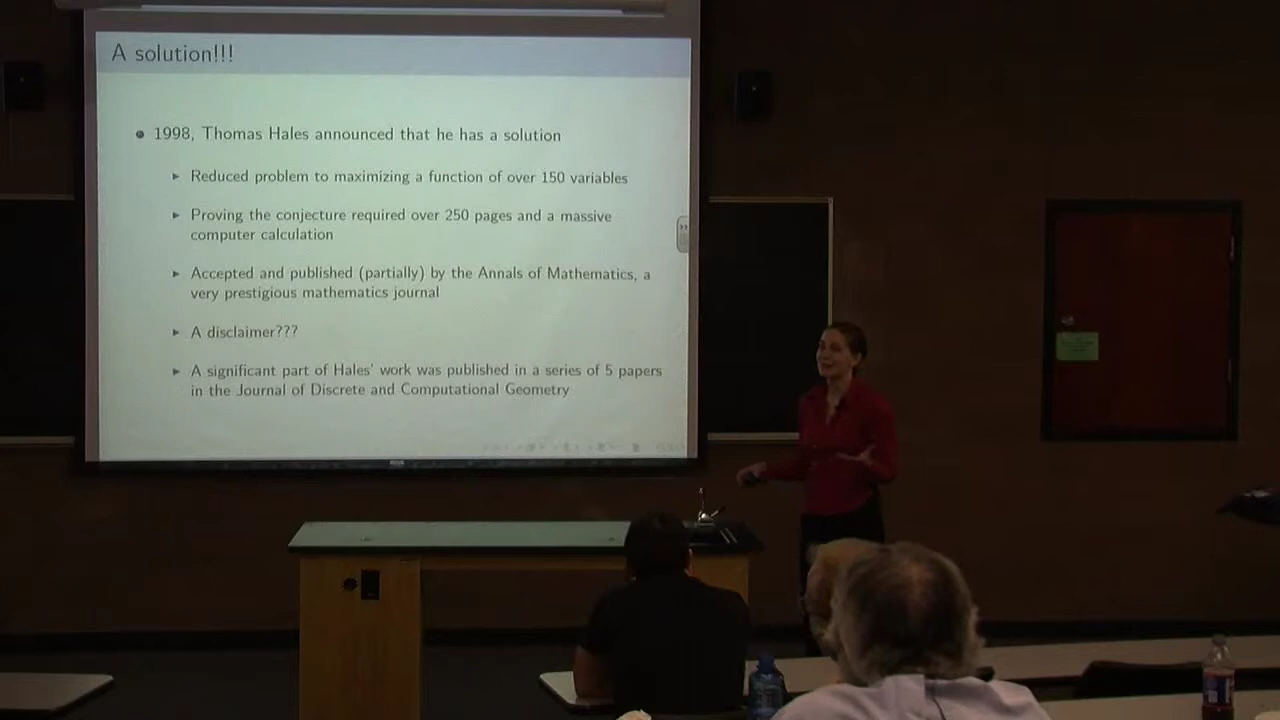 A solution!!!
1998, Thomas Hales announced that he has a solution
Reduced problem to maximizing a function of over 150 variables
Proving the conjecture required over 250 pages and a massive
computer calculation
Accepted and published (partially) by the Annals of Mathematics, a
very prestigious mathematics journal
A disclaimer???
A significant part of Hales' work was published in a series of 5 papers
in the Journal of Discrete and Computational Geometry